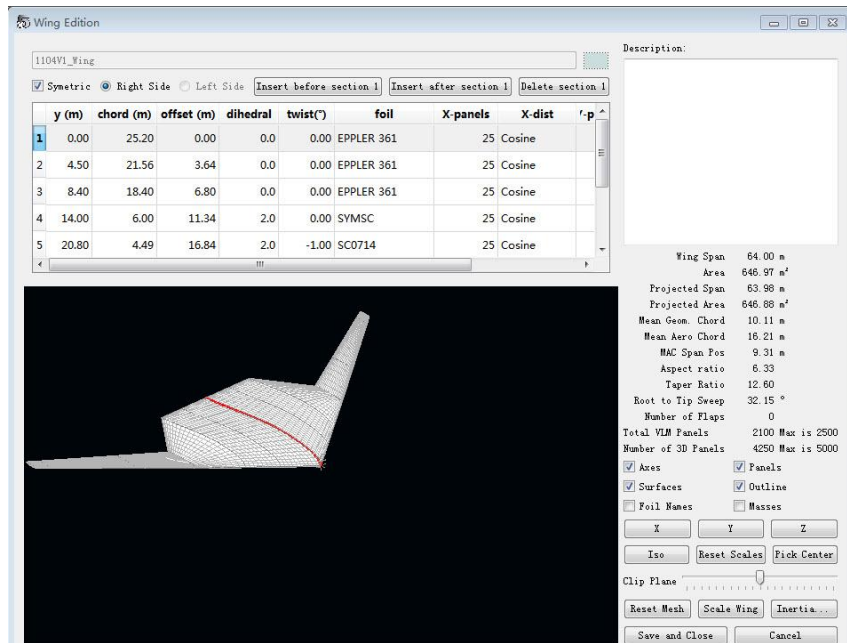 Wing Edition
1104V1_Wing
Symetric Right Side Left Side Insert before section 1 Insert after section 1 Delete section 1
y (m) chord (m) offset (m) dihedral twist(°) foil X-panels X-dist
1 0.00 25.20 0.00 0.0 0.00 EPPLER 361 25 Cosine
2 4.50 21.56 3.64 0.0 0.00 EPPLER 361 25 Cosine
3 8.40 18.40 6.80 0.0 0.00 EPPLER 361 25 Cosine
4 14.00 6.00 11.34 2.0 0.00 SYMSC 25 Cosine
5 20.80 4.49 16.84 2.0 -1.00 SC0714 25 Cosine
Description:
Wing Span 64.00 m
Area 646.97 m²
Projected Span 63.98 m
Projected Area 646.88 m²
Mean Geom. Chord 10.11 m
Mean Aero Chord 16.21 m
MAC Span Pos 9.31 m
Aspect ratio 6.33
Taper Ratio 12.60
Root to Tip Sweep 32.15 °
Number of Flaps 0
Total VLM Panels 2100 Max is 2500
Number of 3D Panels 4250 Max is 5000
Axes Panels
Surfaces Outline
Foil Names Masses
X Y Z
Iso Reset Scales Pick Center
Clip Plane
Reset Mesh Scale Wing Inertia...
Save and Close Cancel